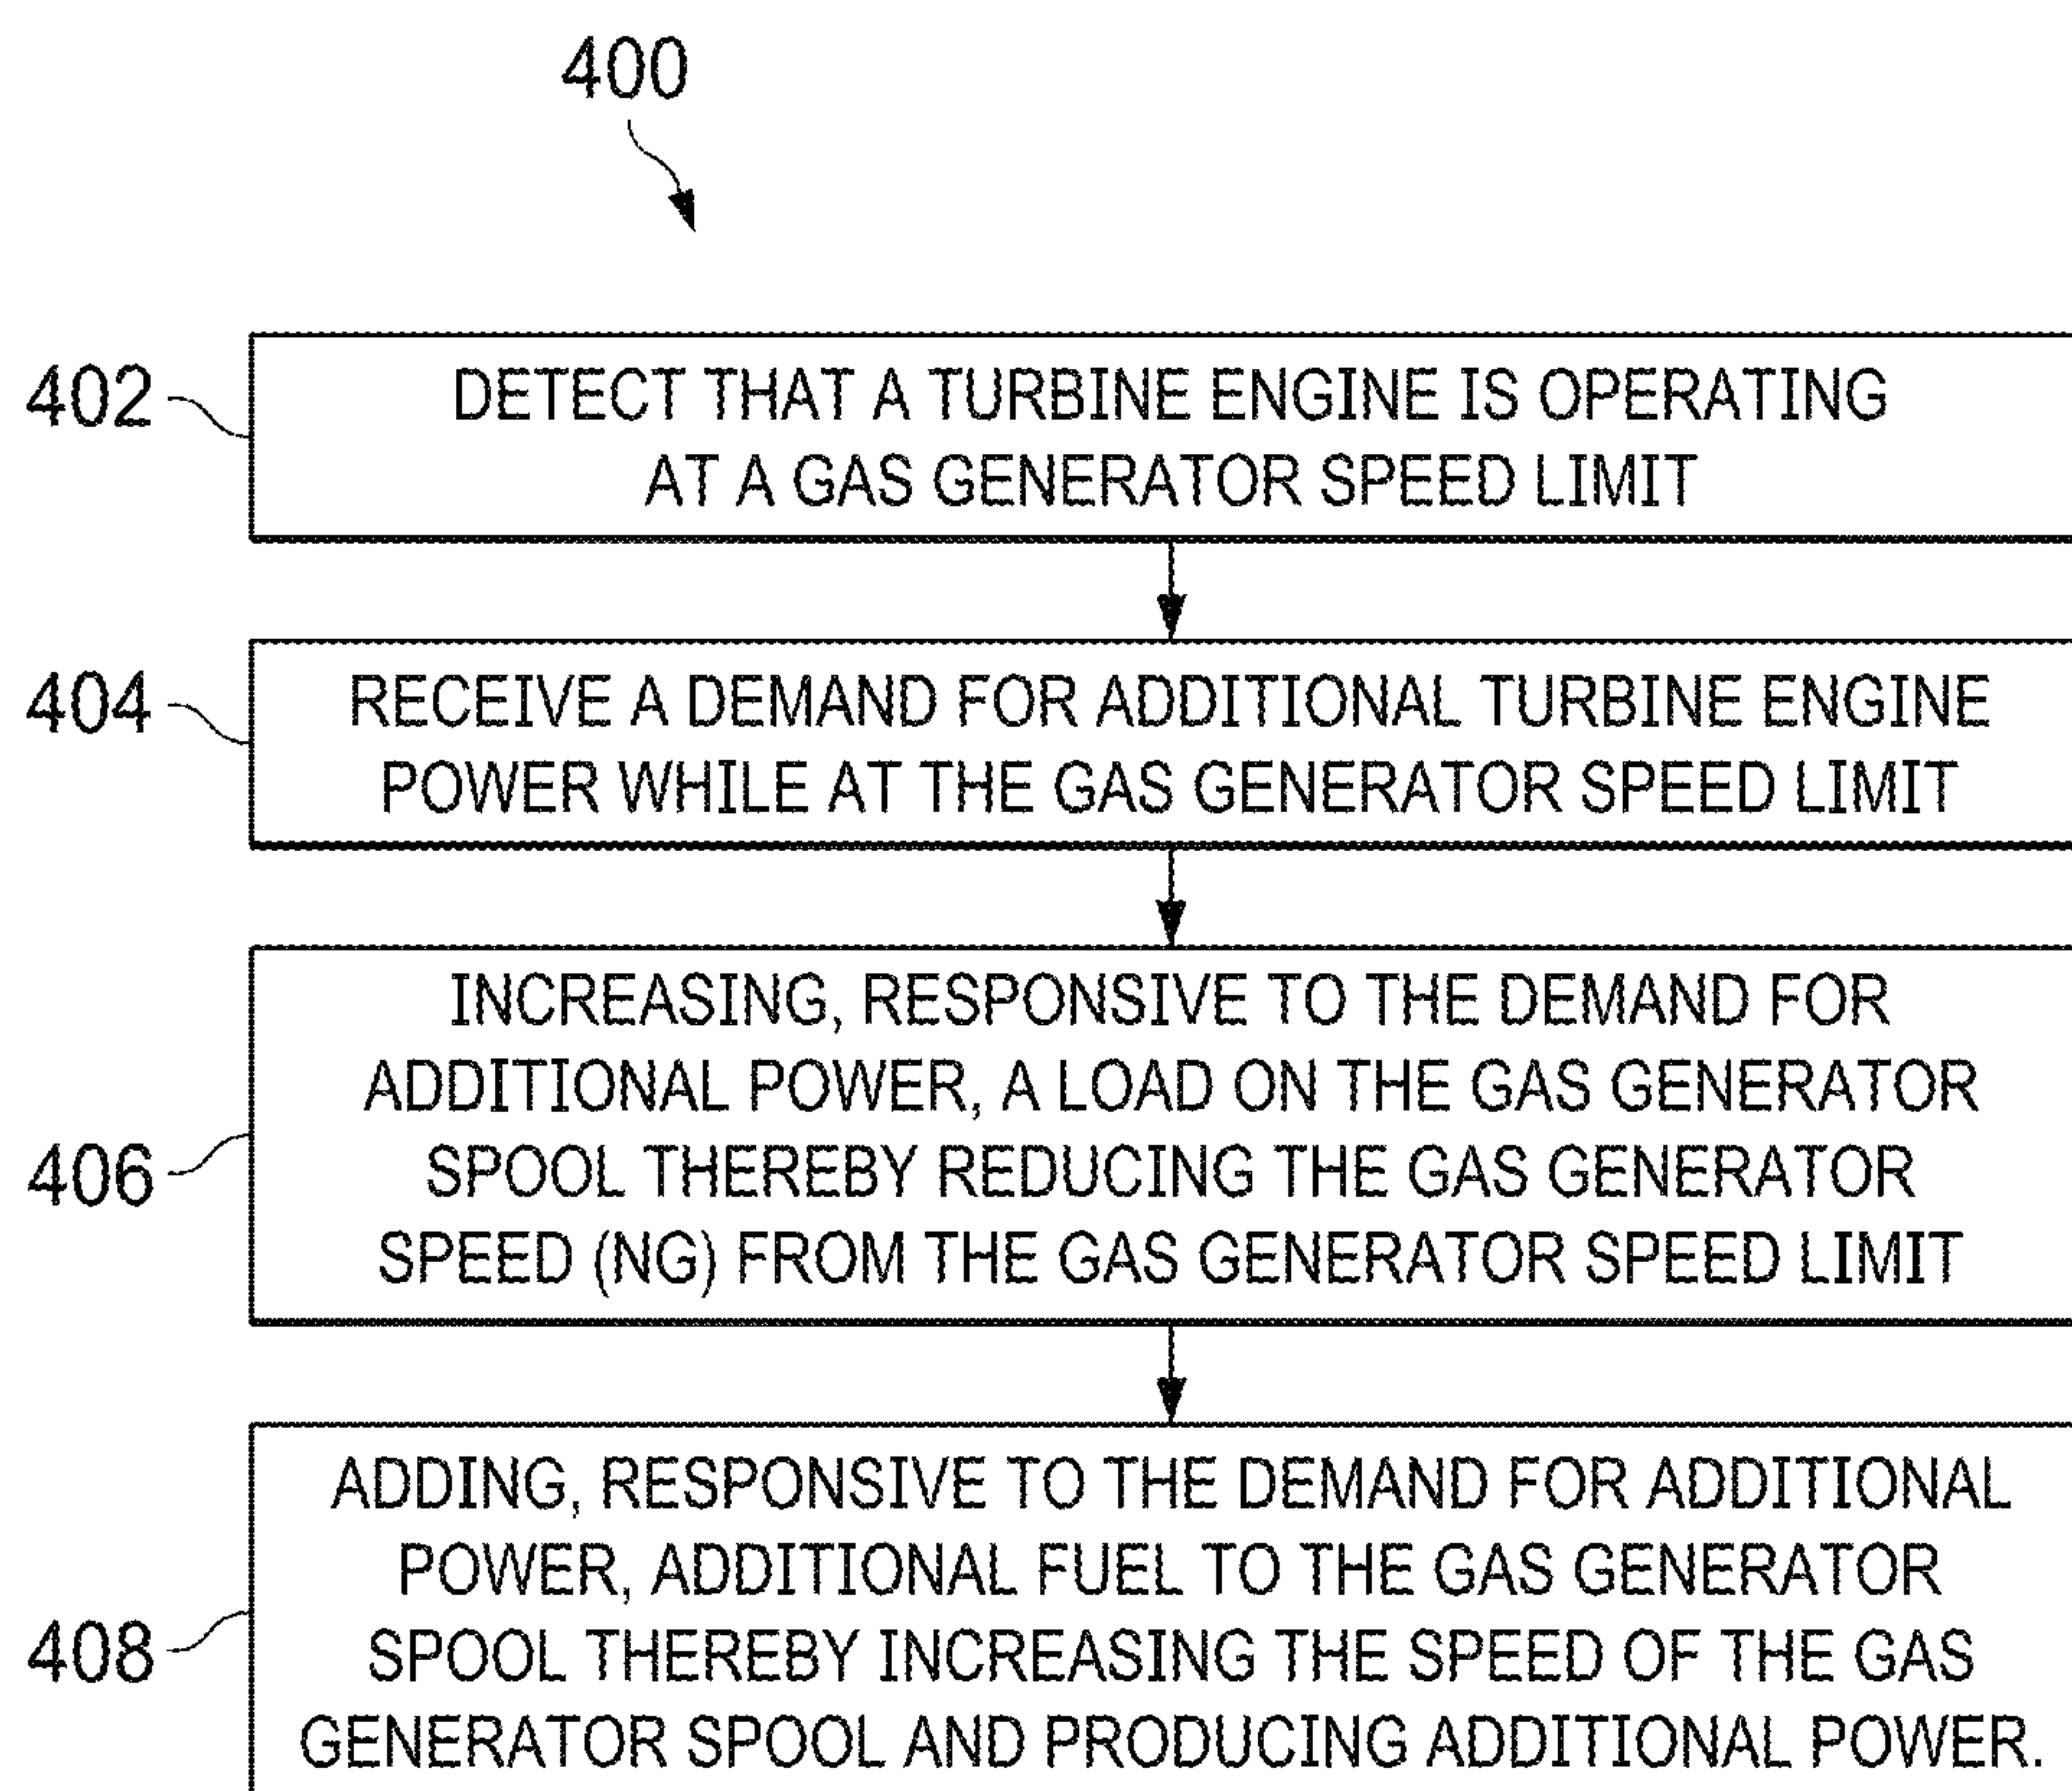 400
402
DETECT THAT A TURBINE ENGINE IS OPERATING
AT A GAS GENERATOR SPEED LIMIT
404
RECEIVE A DEMAND FOR ADDITIONAL TURBINE ENGINE
POWER WHILE AT THE GAS GENERATOR SPEED LIMIT
406
INCREASING, RESPONSIVE TO THE DEMAND FOR
ADDITIONAL POWER, A LOAD ON THE GAS GENERATOR
SPOOL THEREBY REDUCING THE GAS GENERATOR
SPEED (NG) FROM THE GAS GENERATOR SPEED LIMIT
408
ADDING, RESPONSIVE TO THE DEMAND FOR ADDITIONAL
POWER, ADDITIONAL FUEL TO THE GAS GENERATOR
SPOOL THEREBY INCREASING THE SPEED OF THE GAS
GENERATOR SPOOL AND PRODUCING ADDITIONAL POWER.